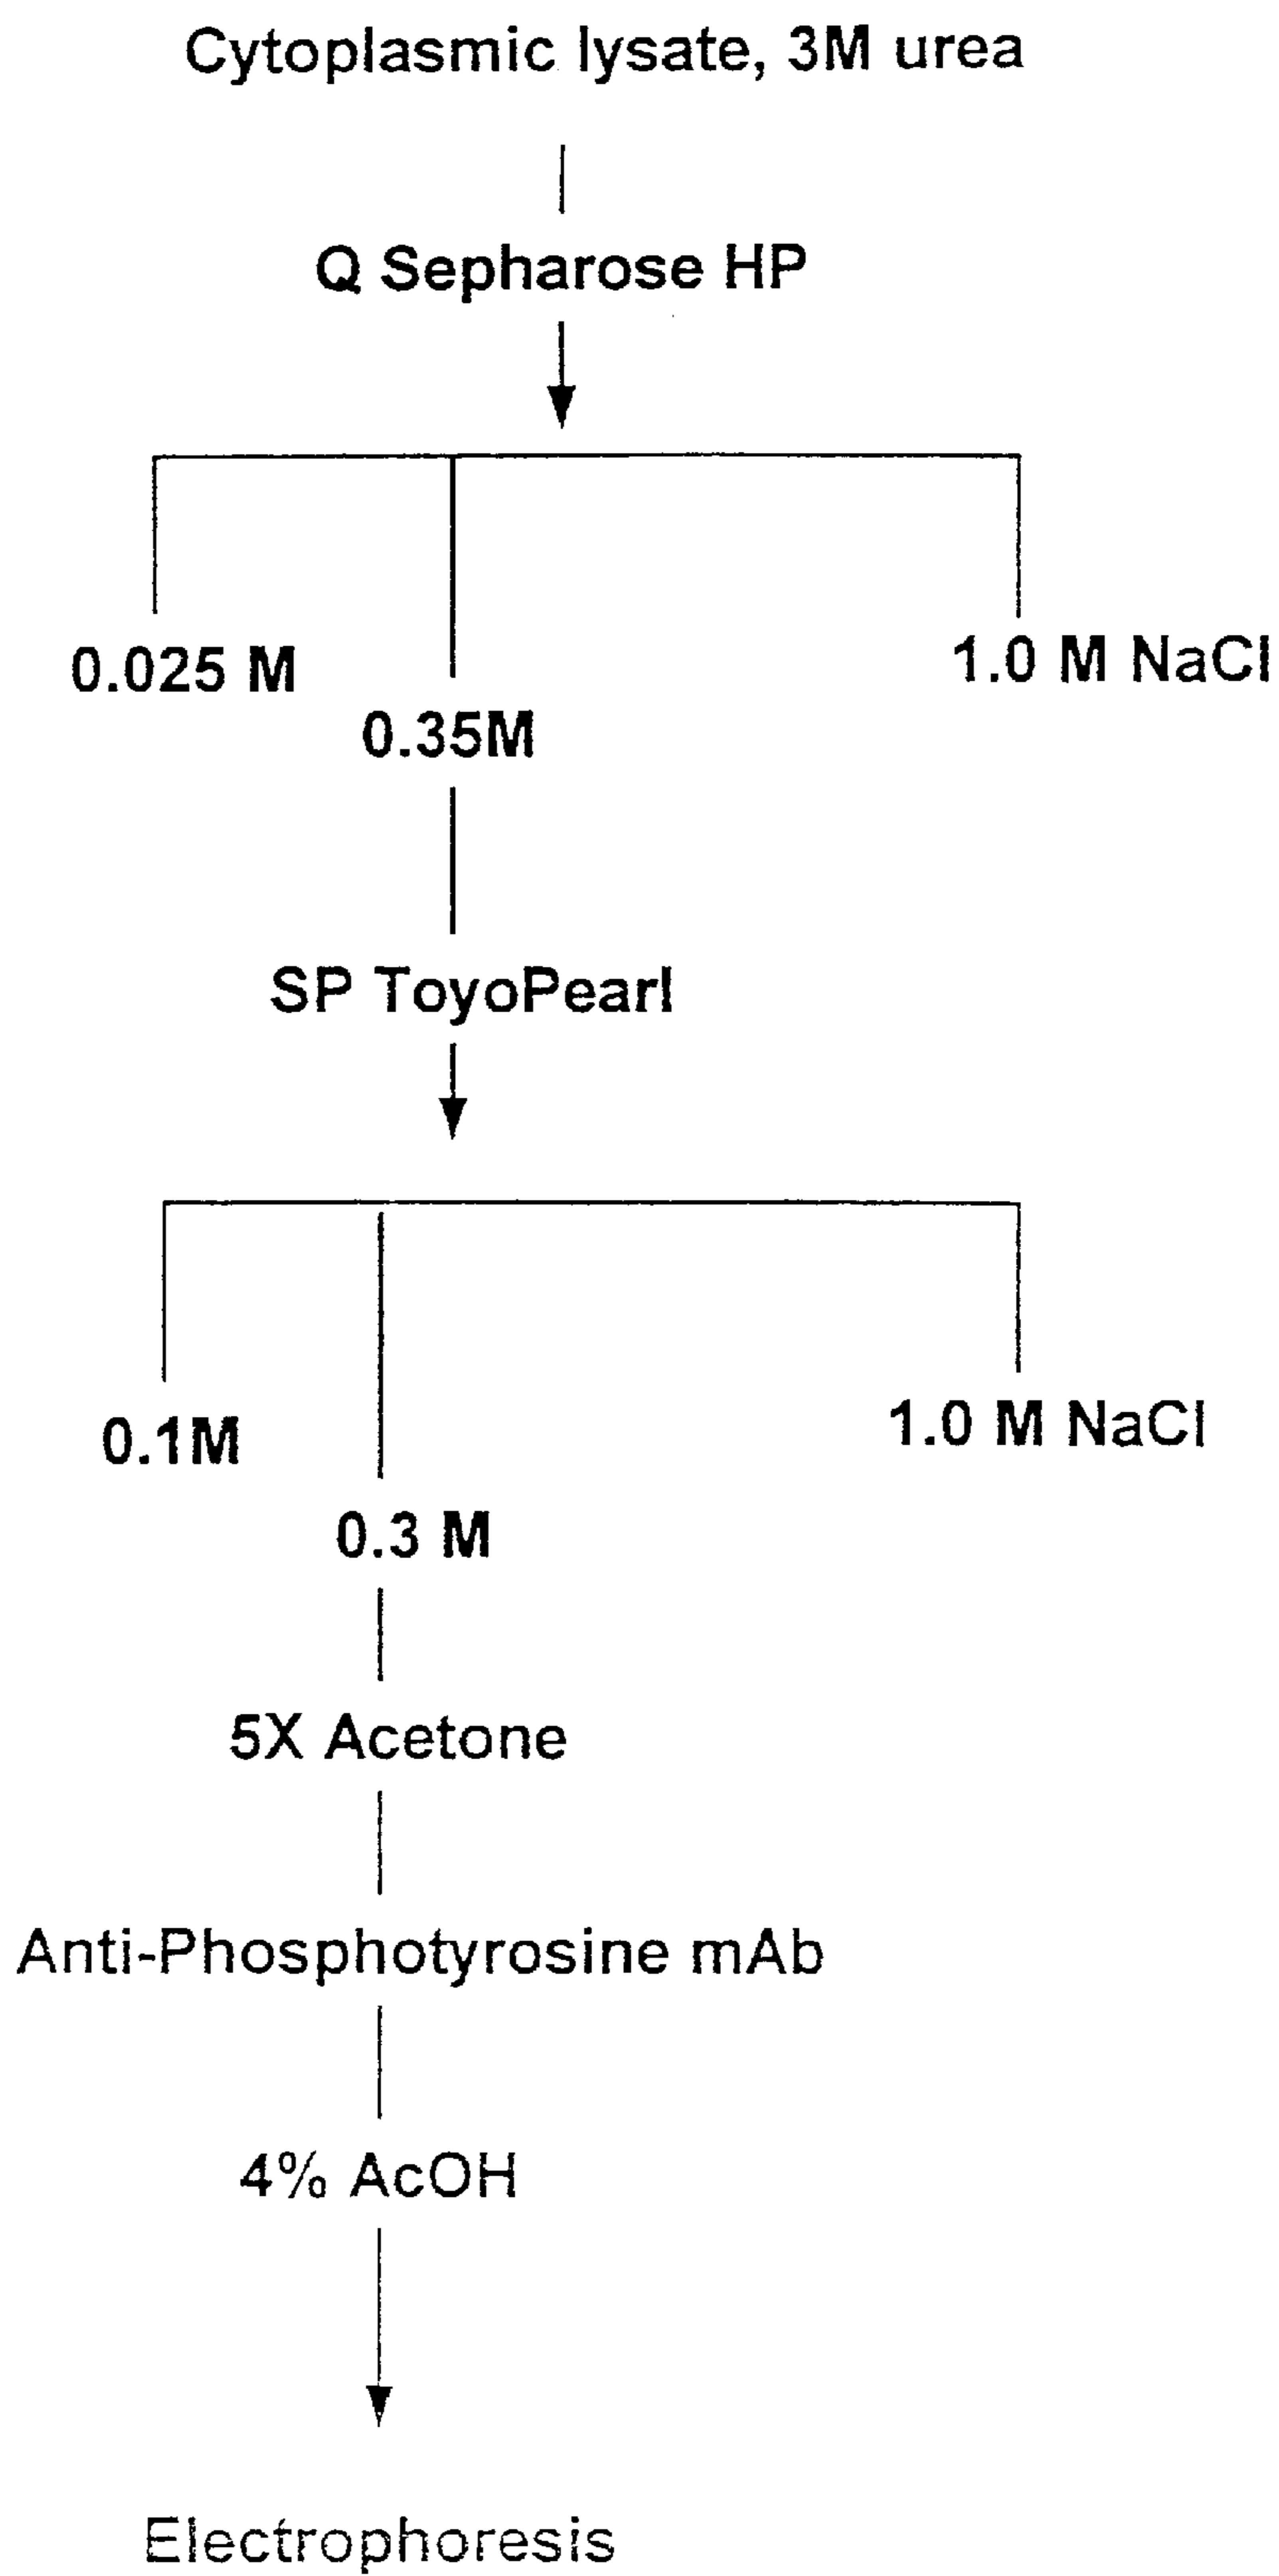 Cytoplasmic lysate, 3M urea
Q Sepharose HP
0.025 M
1.0 M NaCl
0.35M
SP ToyoPearl
0.1M
1.0 M NaCl
0.3 M
5X Acetone
Anti-Phosphotyrosine mAb
4% AcOH
Electrophoresis